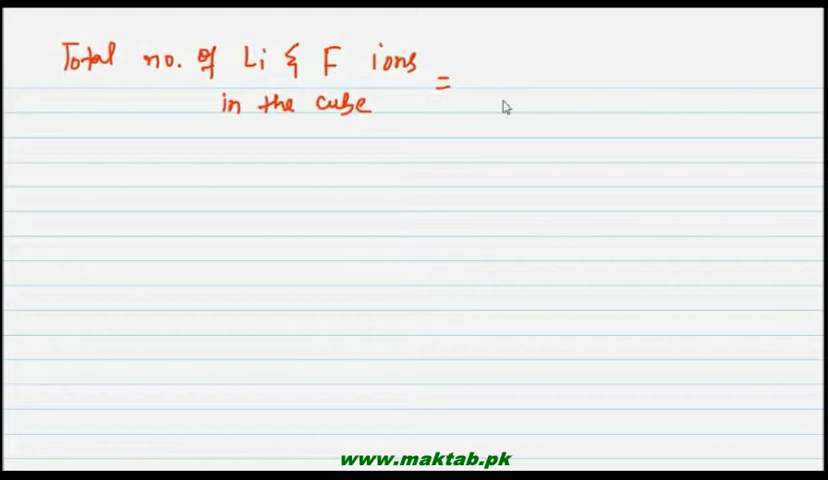 Total no. of Li & F ions =
in the cube
www.maktab.pk